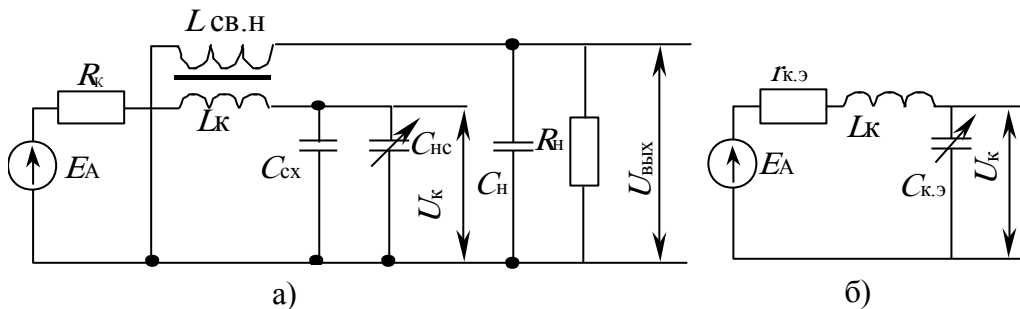 L св.н
Rк
Lк
EА
Cсх
Cнс
Uк
Cн
Rн
Uвых
а)
rк.э
Lк
EА
Cк.э
Uк
б)